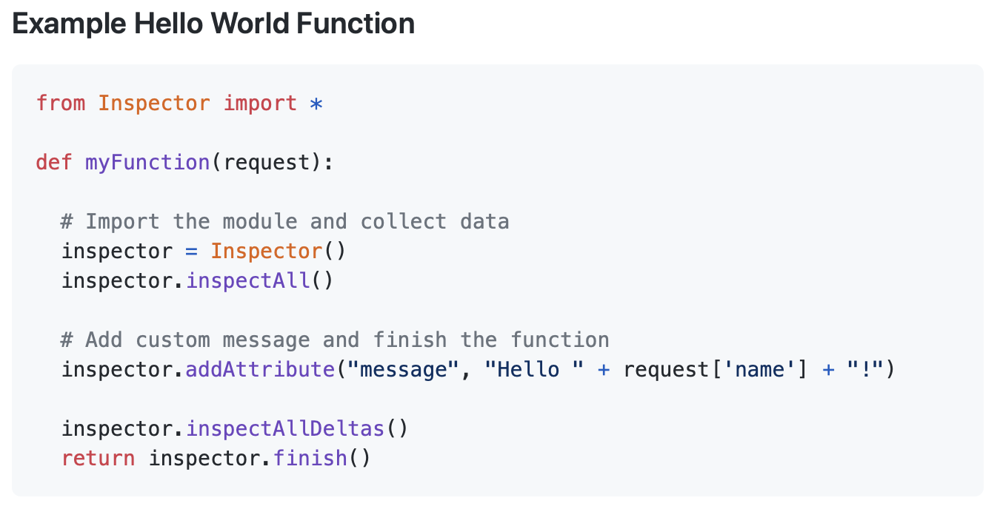 Example Hello World Function
from Inspector import *
def myFunction(request):
# Import the module and collect data
inspector = Inspector()
inspector.inspectAll()
# Add custom message and finish the function
inspector.addAttribute("message", "Hello " + request['name'] + "!")
inspector.inspectAllDeltas()
return inspector.finish()